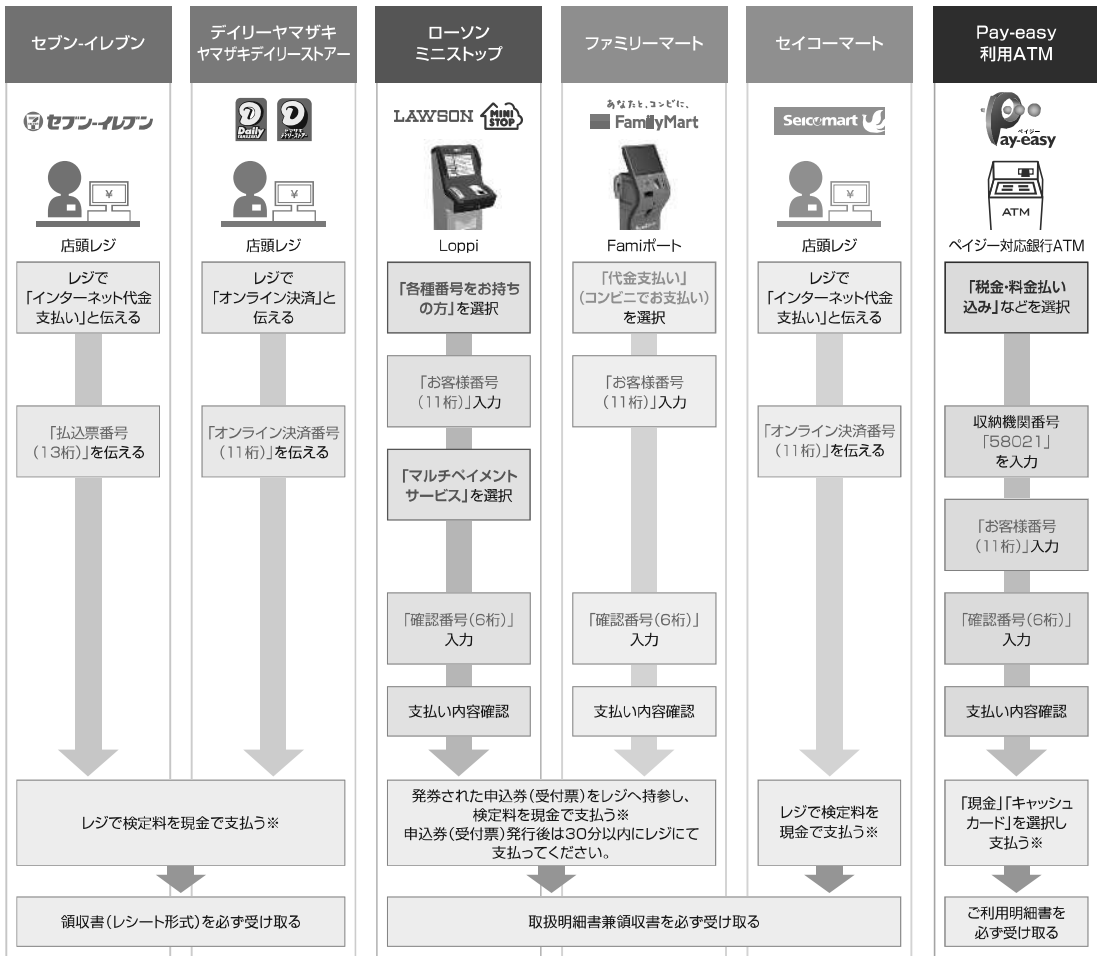 セブン-イレブン
デイリーヤマザキ
ヤマザキデイリーストアー
ローソン
ミニストップ
ファミリーマート
セイコーマート
Pay-easy
利用ATM
セブン-イレブン
Daily
YAMAZAKI
ヤマザキ
デイリーストアー
LAWSON
MINI
STOP
あなたと、コンビに、
FamilyMart
Seicomart
ペイジー
Pay-easy
¥
¥
¥
ATM
店頭レジ
店頭レジ
Loppi
Famiポート
店頭レジ
ペイジー対応銀行ATM
レジで
「インターネット代金
支払い」と伝える
レジで
「オンライン決済」と
伝える
「各種番号をお持ち
の方」を選択
「代金支払い」
(コンビニでお支払い)
を選択
レジで
「インターネット代金
支払い」と伝える
「税金・料金払い
込み」などを選択
「お客様番号
(11桁)」入力
「お客様番号
(11桁)」入力
「払込票番号
(13桁)」を伝える
「オンライン決済番号
(11桁)」を伝える
「オンライン決済番号
(11桁)」を伝える
収納機関番号
「58021」
を入力
「マルチペイメント
サービス」を選択
「お客様番号
(11桁)」入力
「確認番号(6桁)」
入力
「確認番号(6桁)」
入力
「確認番号(6桁)」
入力
支払い内容確認
支払い内容確認
支払い内容確認
レジで検定料を現金で支払う※
発券された申込券(受付票)をレジへ持参し、
検定料を現金で支払う※
申込券(受付票)発行後は30分以内にレジにて
支払ってください。
レジで検定料を
現金で支払う※
「現金」「キャッシュ
カード」を選択し
支払う※
領収書(レシート形式)を必ず受け取る
取扱明細書兼領収書を必ず受け取る
ご利用明細書を
必ず受け取る